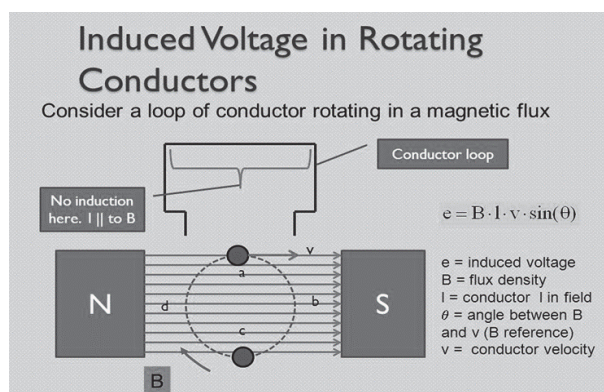 Induced Voltage in Rotating
Conductors
Consider a loop of conductor rotating in a magnetic flux
Conductor loop
No induction
here. l || to B
e = B · l · v · sin(θ)
v
a
N
d
b
S
c
B
e = induced voltage
B = flux density
l = conductor l in field
θ = angle between B
and v (B reference)
v = conductor velocity